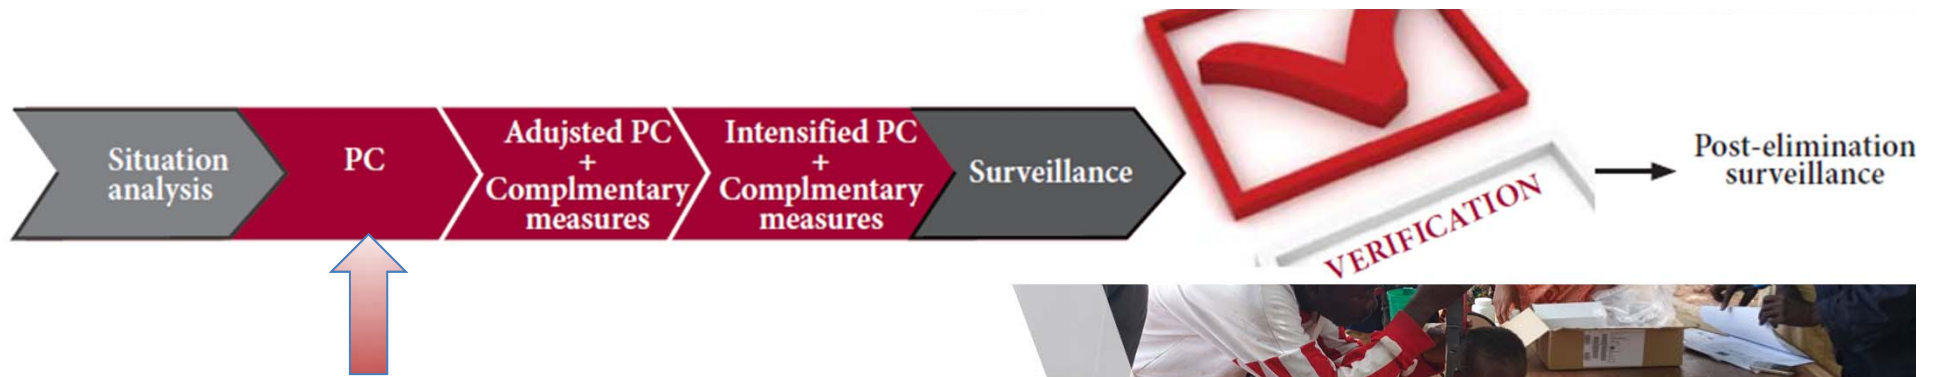 Situation
analysis
PC
Adujsted PC
+
Complmentary
measures
Intensified PC
+
Complmentary
measures
Surveillance
VERIFICATION
Post-elimination
surveillance